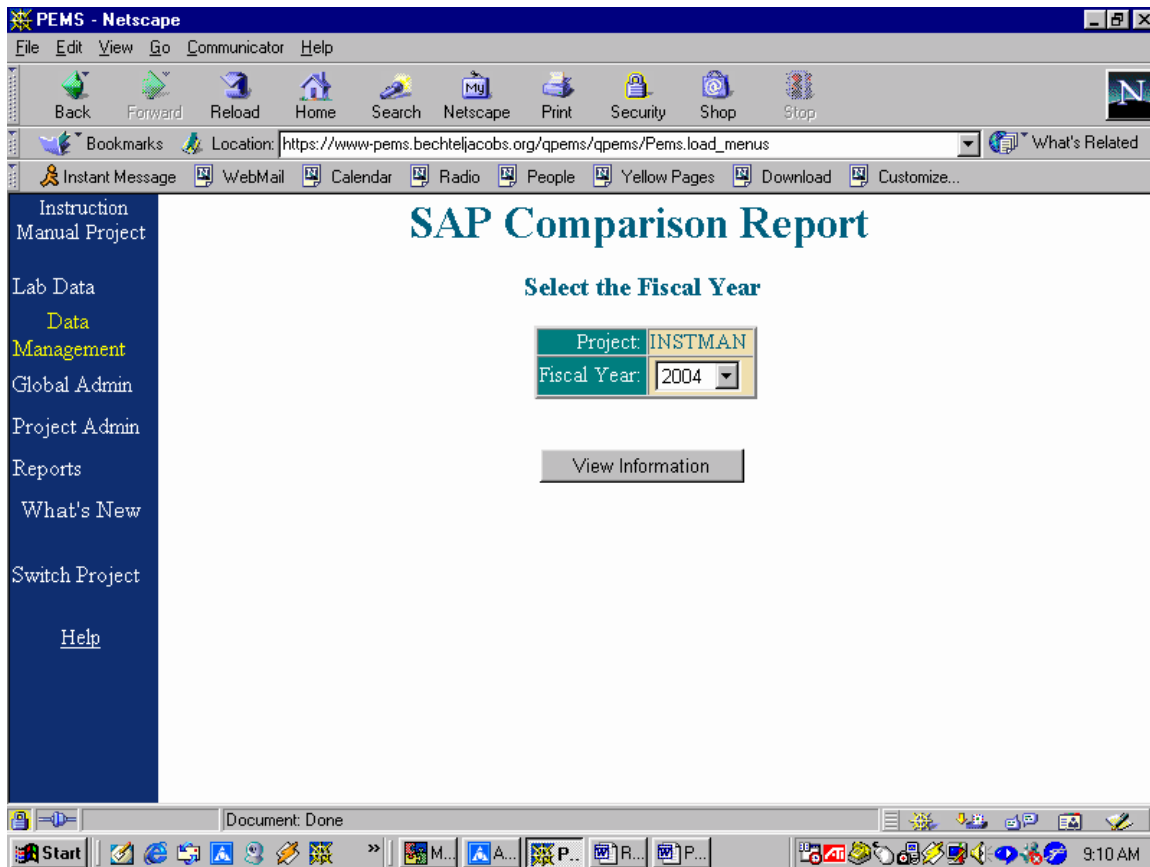 PEMS - Netscape
File Edit View Go Communicator Help
Back Forward Reload Home Search Netscape Print Security Shop Stop
My
N
Bookmarks Location: https://www-pems.bechteljacobs.org/qpems/qpems/Pems.load_menus What's Related
Instant Message WebMail Calendar Radio People Yellow Pages Download Customize...
Instruction
Manual Project
Lab Data
Data
Management
Global Admin
Project Admin
Reports
What's New
Switch Project
Help
SAP Comparison Report
Select the Fiscal Year
Project: INSTMAN
Fiscal Year: 2004
View Information
Document: Done
Start » M... A... P... R... P... 9:10 AM